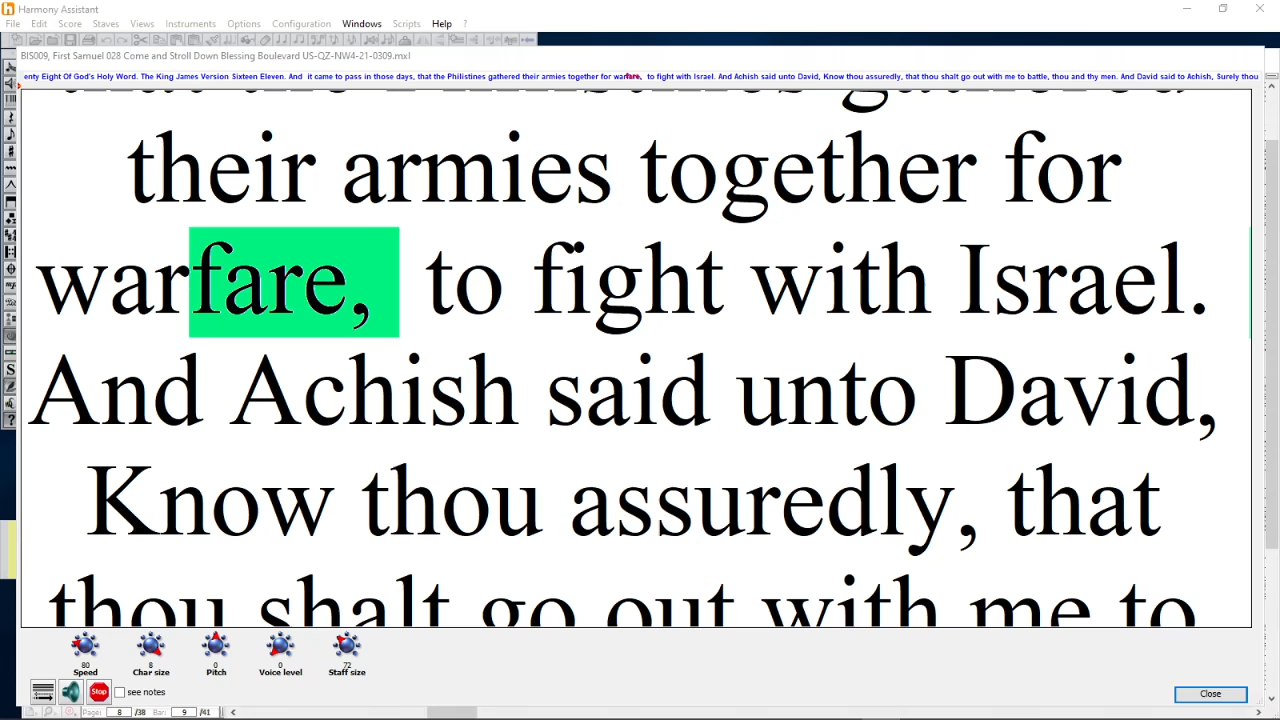 Harmony Assistant
File Edit Score Staves Views Instruments Options Configuration Windows Scripts Help ?
BIS009, First Samuel 028 Come and Stroll Down Blessing Boulevard US-QZ-NW4-21-0309.mxl
enty Eight Of God's Holy Word. The King James Version Sixteen Eleven. And it came to pass in those days, that the Philistines gathered their armies together for warfare, to fight with Israel. And Achish said unto David, Know thou assuredly, that thou shalt go out with me to battle, thou and thy men. And David said to Achish, Surely thou
their armies together for
warfare, to fight with Israel.
And Achish said unto David,
Know thou assuredly, that
thou shalt go out with me to
80 8 0 0 72
Speed Char size Pitch Voice level Staff size
Stop see notes
Close
Page: 8 /38 Bar: 9 /41